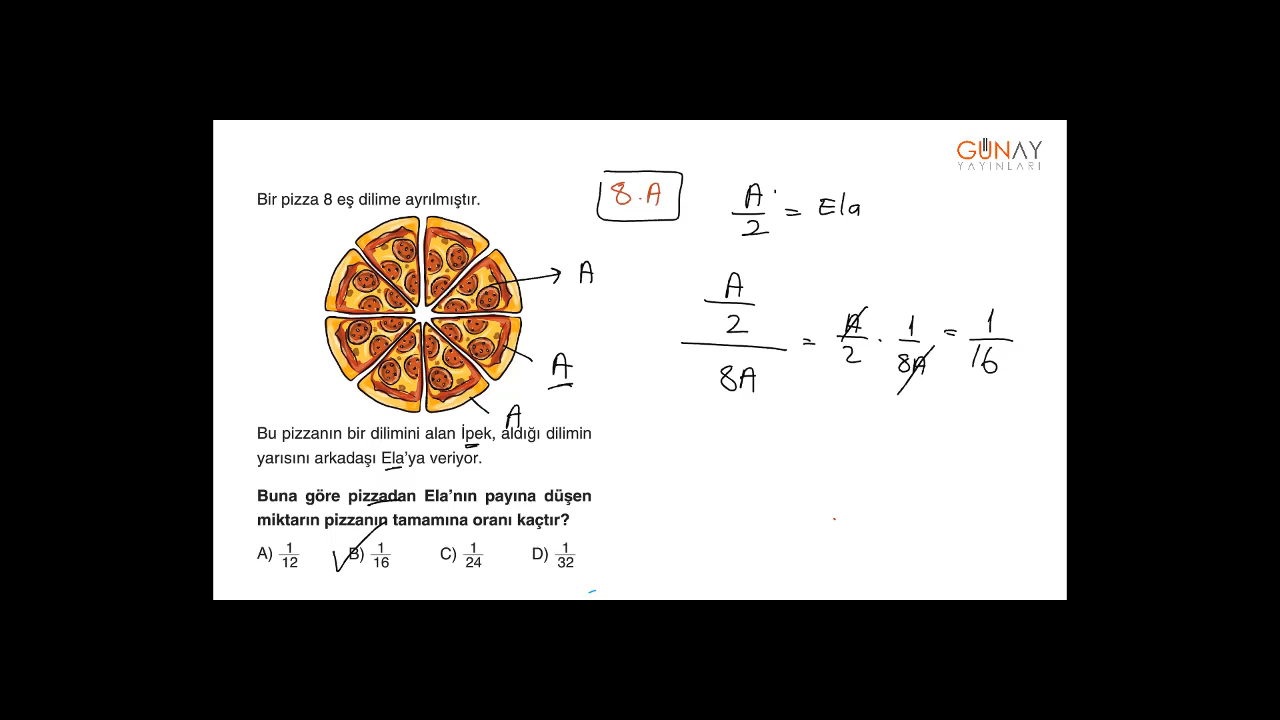 GÜNAY
YAYINLARI
Bir pizza 8 eş dilime ayrılmıştır.
8.A
A/2 = Ela
A
A
A
A/2 / 8A = A/2 . 1/8A = 1/16
Bu pizzanın bir dilimini alan İpek, aldığı dilimin
yarısını arkadaşı Ela'ya veriyor.
Buna göre pizzadan Ela'nın payına düşen
miktarın pizzanın tamamına oranı kaçtır?
A) 1/12 B) 1/16 C) 1/24 D) 1/32